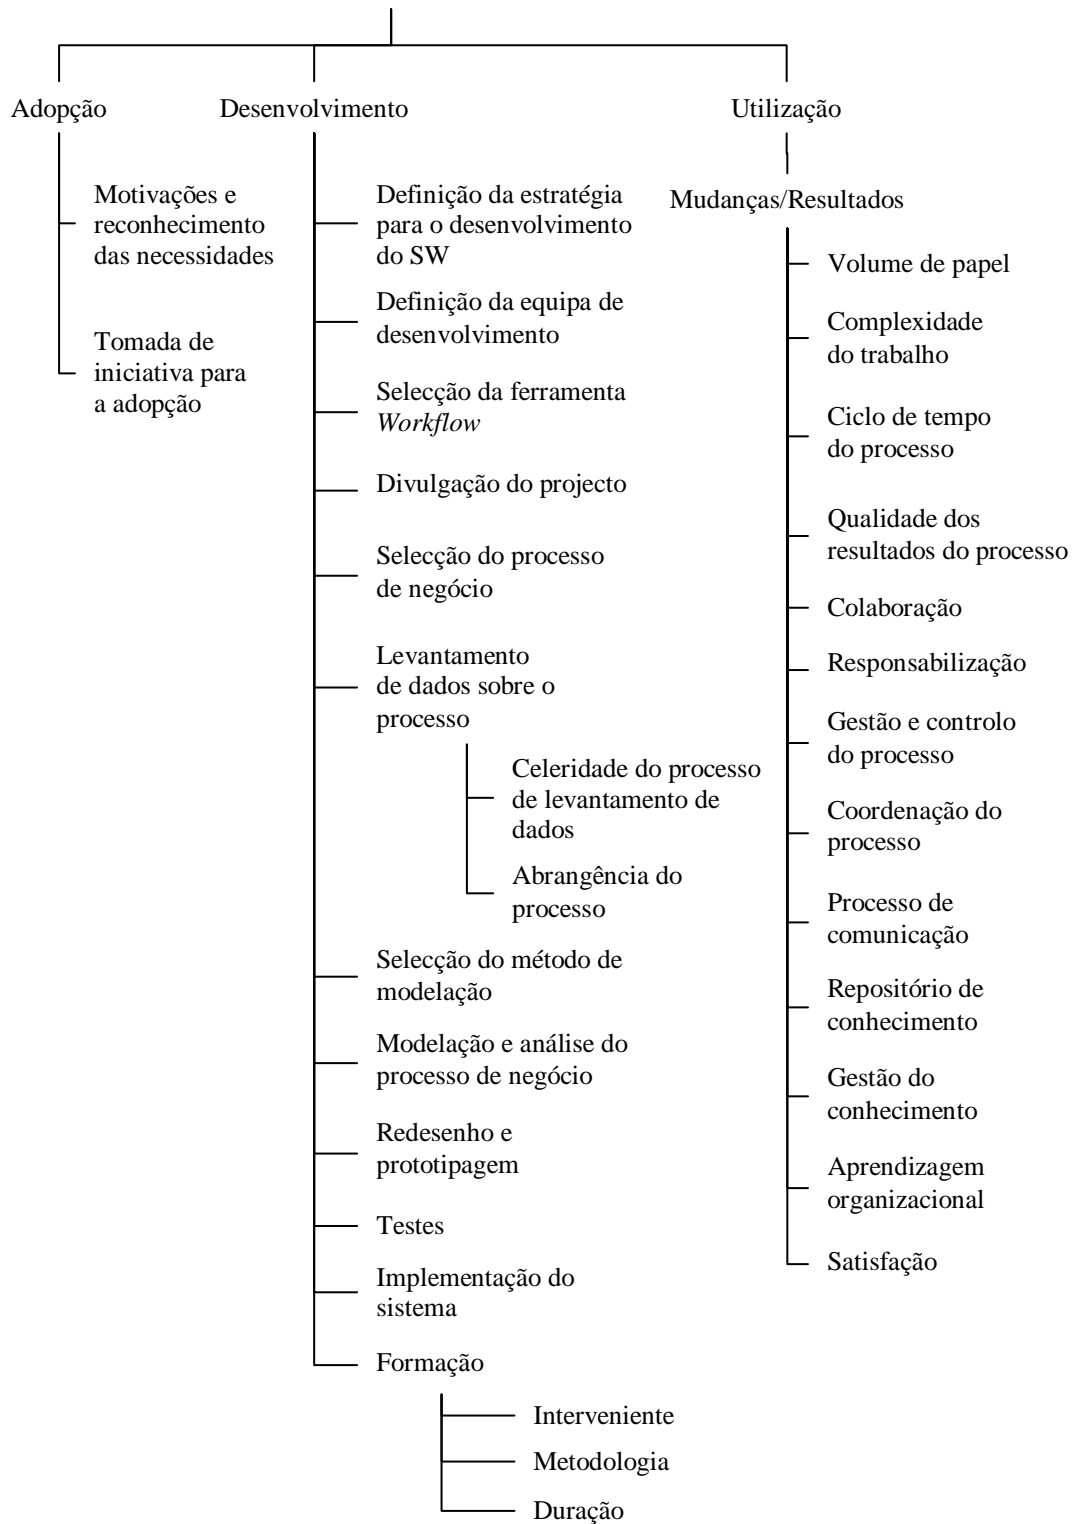 Adopção
Desenvolvimento
Utilização
Motivações e
reconhecimento
das necessidades
Tomada de
iniciativa para
a adopção
Definição da estratégia
para o desenvolvimento
do SW
Definição da equipa de
desenvolvimento
Selecção da ferramenta
Workflow
Divulgação do projecto
Selecção do processo
de negócio
Levantamento
de dados sobre o
processo
Celeridade do processo
de levantamento de
dados
Abrangência do
processo
Selecção do método de
modelação
Modelação e análise do
processo de negócio
Redesenho e
prototipagem
Testes
Implementação do
sistema
Formação
Interveniente
Metodologia
Duração
Mudanças/Resultados
Volume de papel
Complexidade
do trabalho
Ciclo de tempo
do processo
Qualidade dos
resultados do processo
Colaboração
Responsabilização
Gestão e controlo
do processo
Coordenação do
processo
Processo de
comunicação
Repositório de
conhecimento
Gestão do
conhecimento
Aprendizagem
organizacional
Satisfação